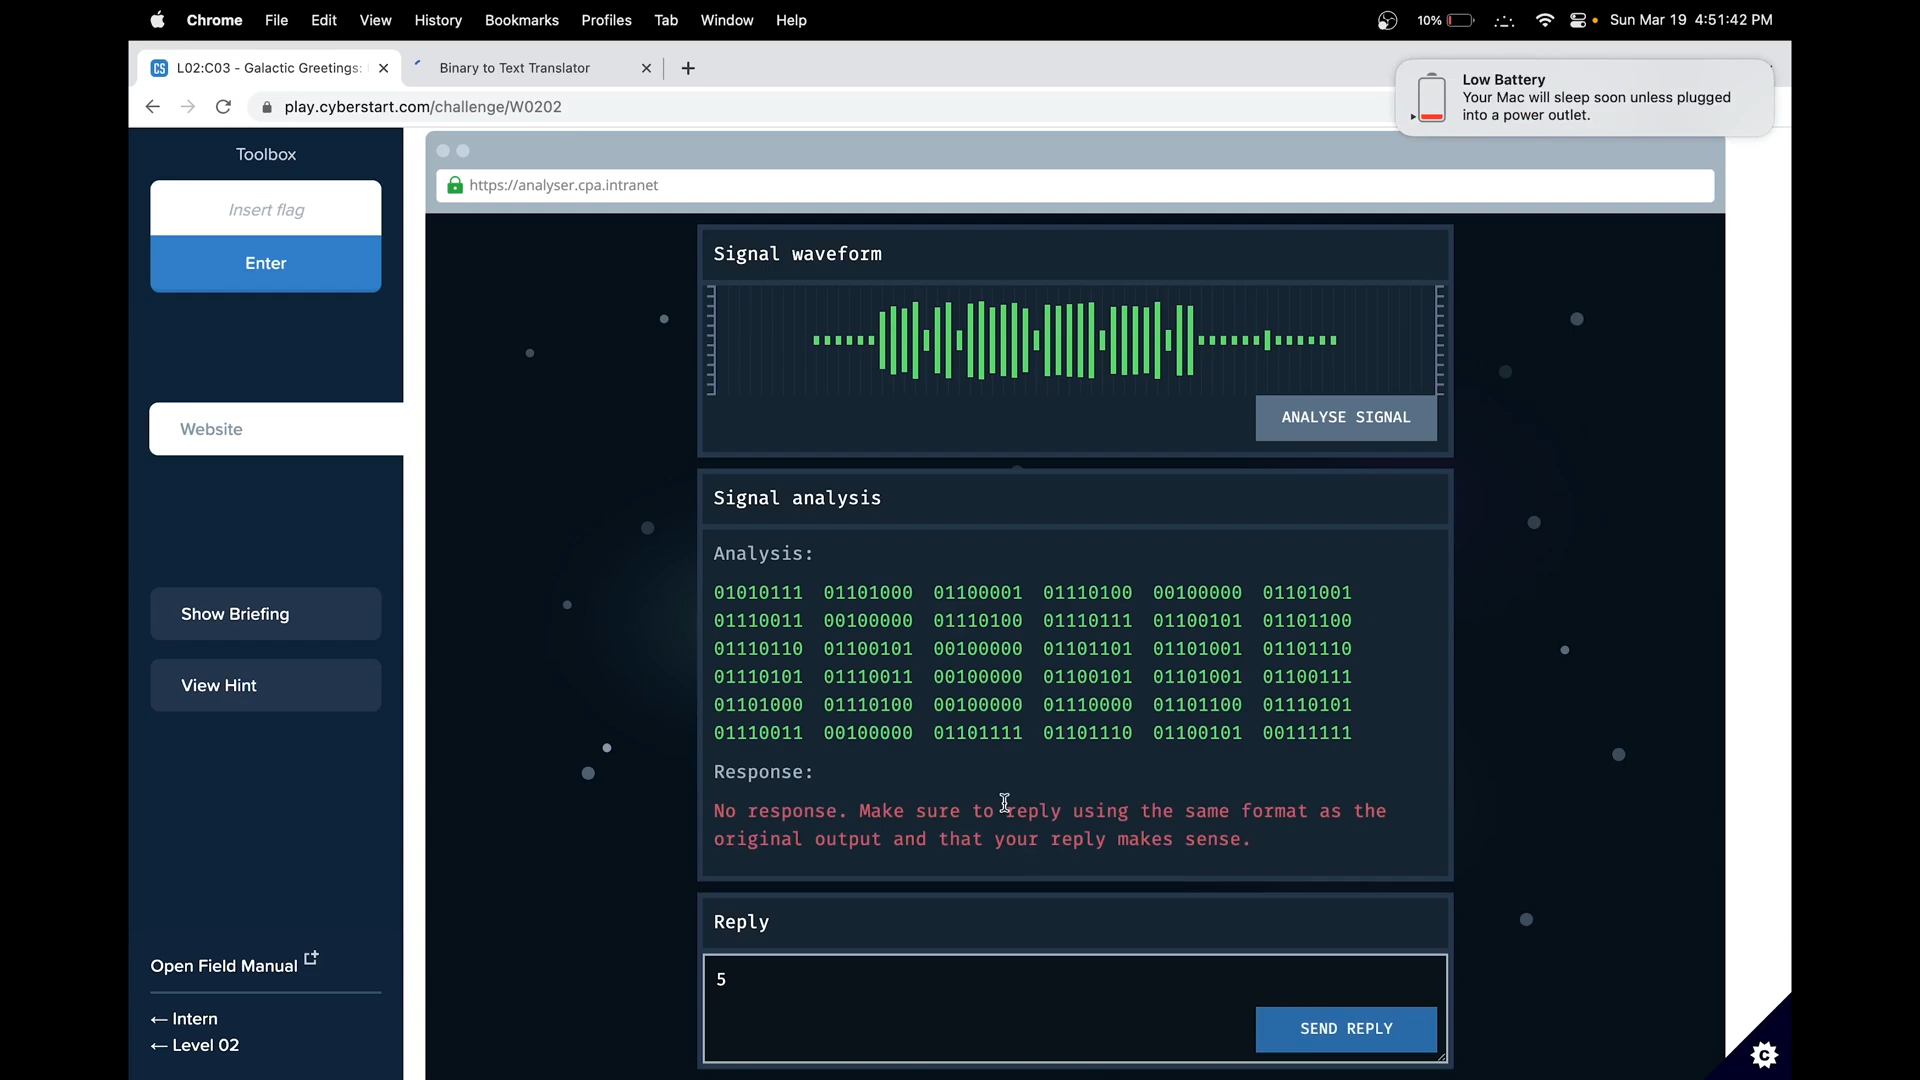 Chrome File Edit View History Bookmarks Profiles Tab Window Help 10% Sun Mar 19 4:51:42 PM
CS L02:C03 - Galactic Greetings: Binary to Text Translator
Low Battery
Your Mac will sleep soon unless plugged
into a power outlet.
play.cyberstart.com/challenge/W0202
Toolbox
Insert flag
Enter
Website
Show Briefing
View Hint
Open Field Manual
← Intern
← Level 02
https://analyser.cpa.intranet
Signal waveform
ANALYSE SIGNAL
Signal analysis
Analysis:
01010111 01101000 01100001 01110100 00100000 01101001
01110011 00100000 01110100 01110111 01100101 01101100
01110110 01100101 00100000 01101101 01101001 01101110
01110101 01110011 00100000 01100101 01101001 01100111
01101000 01110100 00100000 01110000 01101100 01110101
01110011 00100000 01101111 01101110 01100101 00111111
Response:
No response. Make sure to reply using the same format as the
original output and that your reply makes sense.
Reply
5
SEND REPLY
C